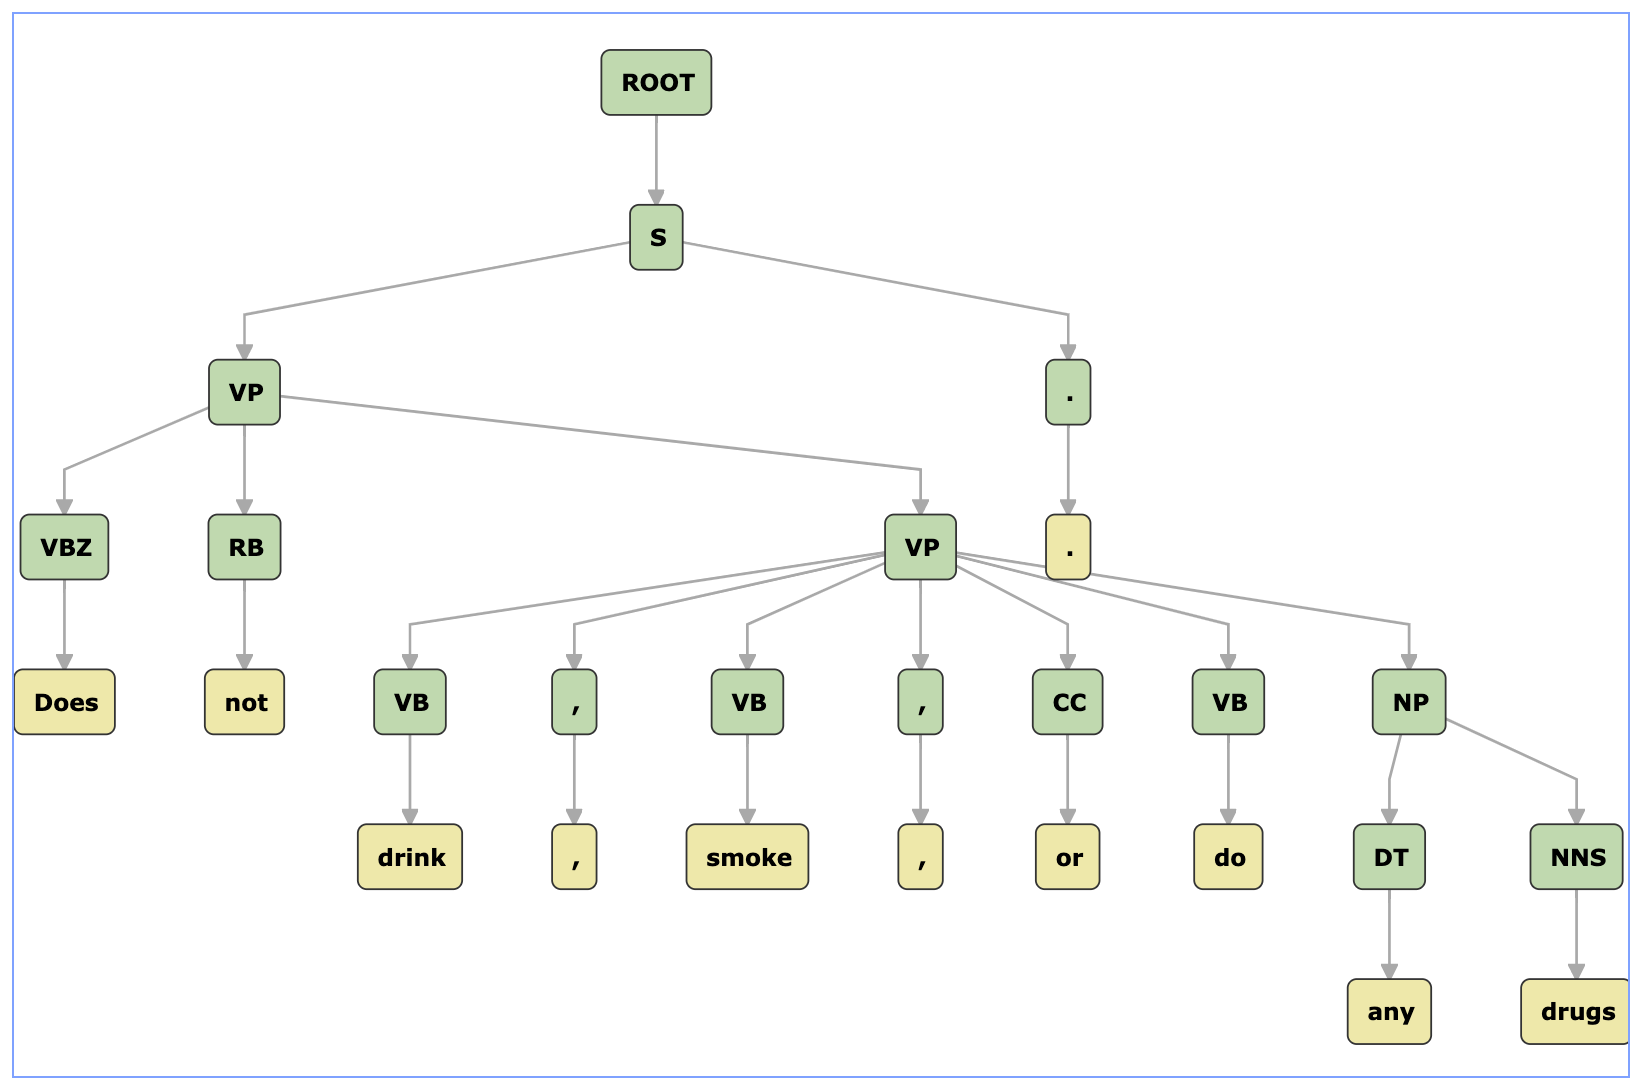 ROOT
S
VP .
VBZ RB VP .
Does not VB , VB , CC VB NP
drink , smoke , or do DT NNS
any drugs